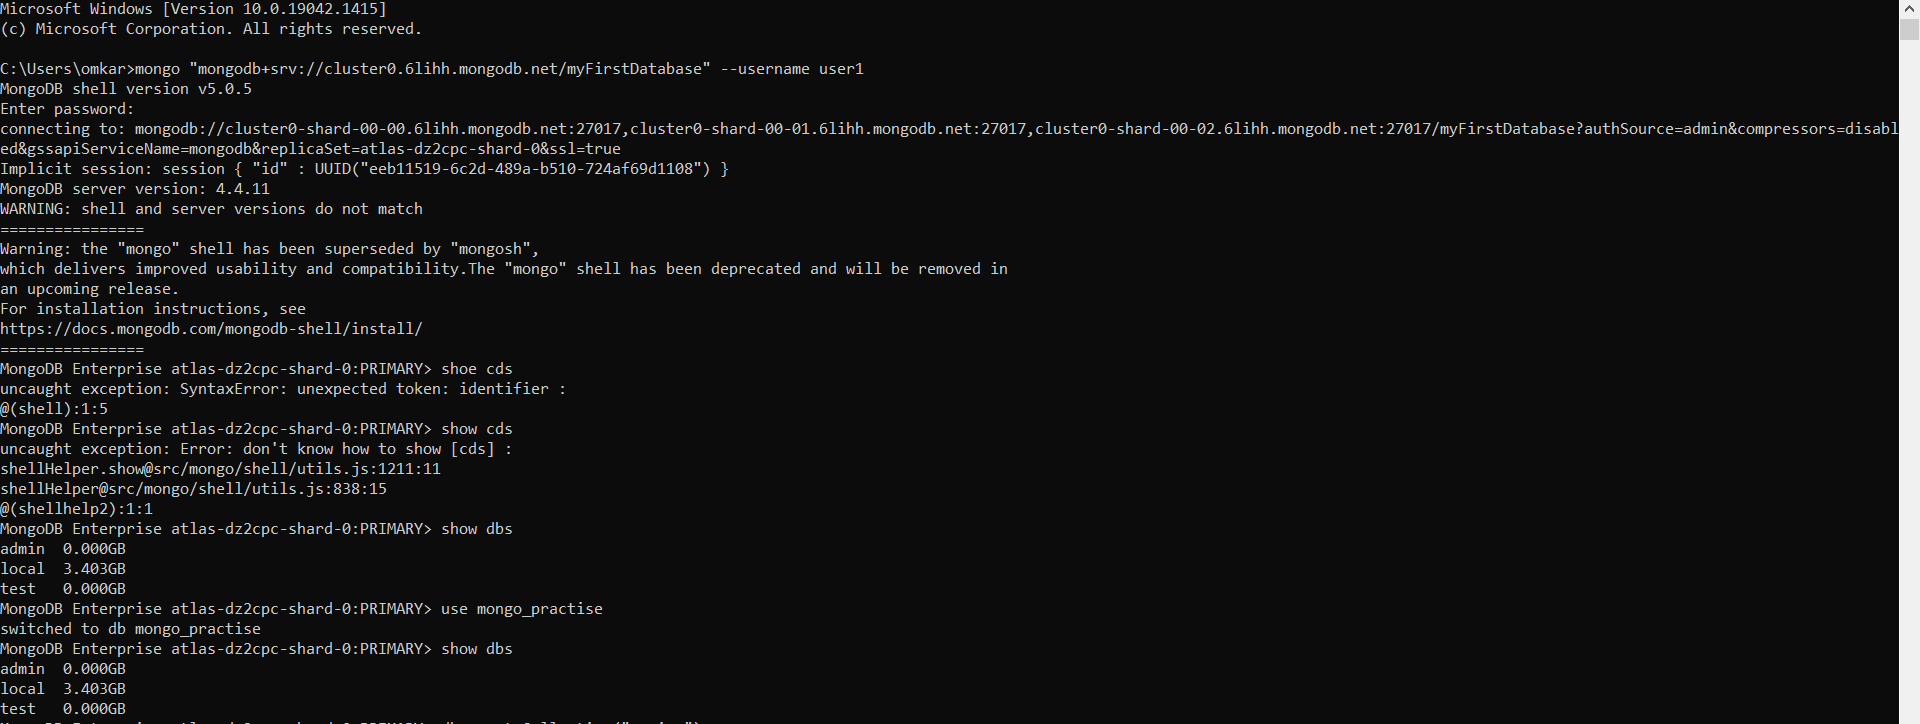 Microsoft Windows [Version 10.0.19042.1415]
(c) Microsoft Corporation. All rights reserved.
C:\Users\omkar>mongo "mongodb+srv://cluster0.6lihh.mongodb.net/myFirstDatabase" --username user1
MongoDB shell version v5.0.5
Enter password:
connecting to: mongodb://cluster0-shard-00-00.6lihh.mongodb.net:27017,cluster0-shard-00-01.6lihh.mongodb.net:27017,cluster0-shard-00-02.6lihh.mongodb.net:27017/myFirstDatabase?authSource=admin&compressors=disabl
ed&gssapiServiceName=mongodb&replicaSet=atlas-dz2cpc-shard-0&ssl=true
Implicit session: session { "id" : UUID("eeb11519-6c2d-489a-b510-724af69d1108") }
MongoDB server version: 4.4.11
WARNING: shell and server versions do not match
================
Warning: the "mongo" shell has been superseded by "mongosh",
which delivers improved usability and compatibility.The "mongo" shell has been deprecated and will be removed in
an upcoming release.
For installation instructions, see
https://docs.mongodb.com/mongodb-shell/install/
================
MongoDB Enterprise atlas-dz2cpc-shard-0:PRIMARY> shoe cds
uncaught exception: SyntaxError: unexpected token: identifier :
@(shell):1:5
MongoDB Enterprise atlas-dz2cpc-shard-0:PRIMARY> show cds
uncaught exception: Error: don't know how to show [cds] :
shellHelper.show@src/mongo/shell/utils.js:1211:11
shellHelper@src/mongo/shell/utils.js:838:15
@(shellhelp2):1:1
MongoDB Enterprise atlas-dz2cpc-shard-0:PRIMARY> show dbs
admin  0.000GB
local  3.403GB
test   0.000GB
MongoDB Enterprise atlas-dz2cpc-shard-0:PRIMARY> use mongo_practise
switched to db mongo_practise
MongoDB Enterprise atlas-dz2cpc-shard-0:PRIMARY> show dbs
admin  0.000GB
local  3.403GB
test   0.000GB